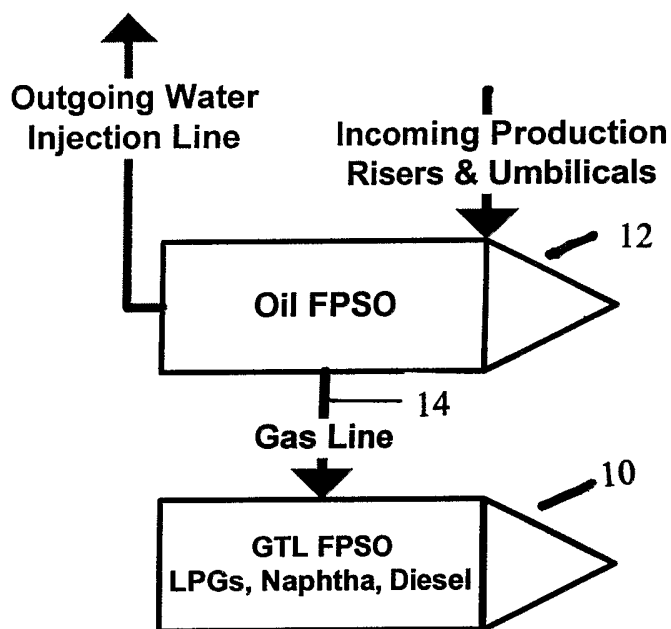 Outgoing Water
Injection Line
Incoming Production
Risers & Umbilicals
12
Oil FPSO
14
Gas Line
10
GTL FPSO
LPGs, Naphtha, Diesel